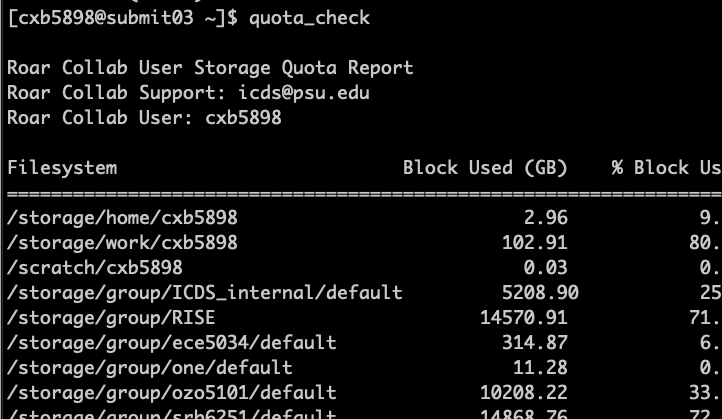 [cxb5898@submit03 ~]$ quota_check
Roar Collab User Storage Quota Report
Roar Collab Support: icds@psu.edu
Roar Collab User: cxb5898
Filesystem Block Used (GB) % Block Us
================================================================
/storage/home/cxb5898 2.96 9.
/storage/work/cxb5898 102.91 80.
/scratch/cxb5898 0.03 0.
/storage/group/ICDS_internal/default 5208.90 25
/storage/group/RISE 14570.91 71.
/storage/group/ece5034/default 314.87 6.
/storage/group/one/default 11.28 0.
/storage/group/ozo5101/default 10208.22 33.
/storage/group/srb6251/default 14868.76 72